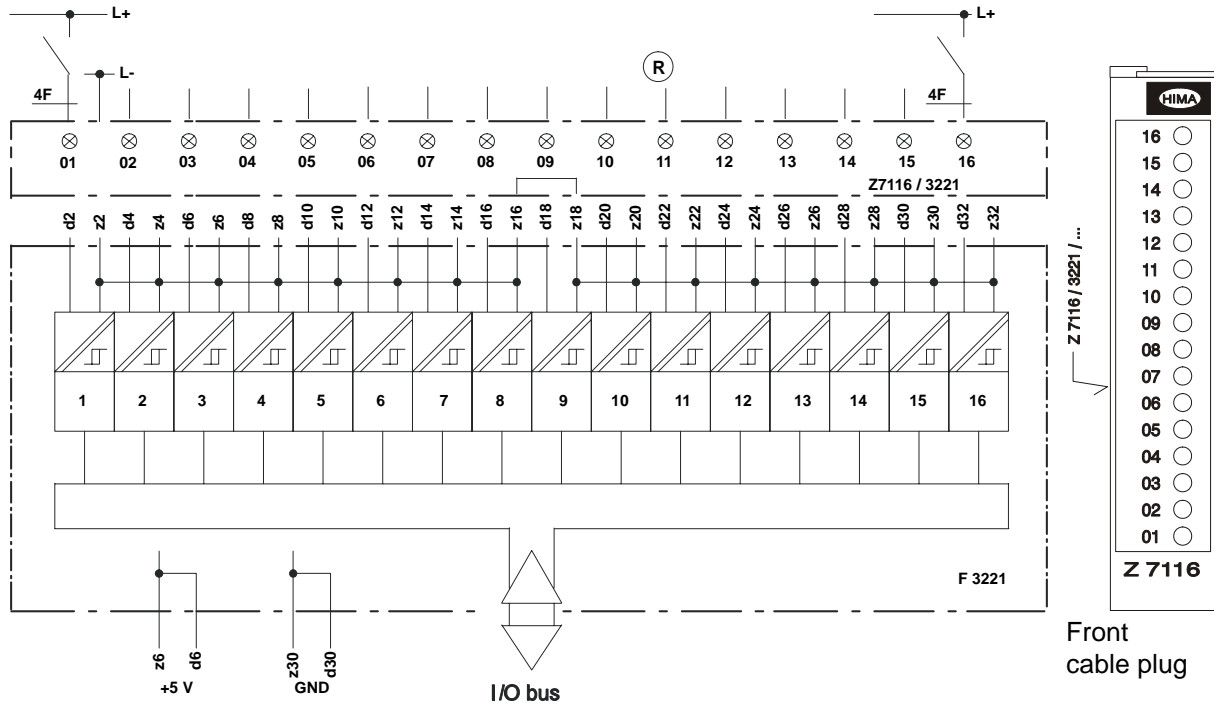 L+ L+
L-
R
4F 4F
HIMA
01 02 03 04 05 06 07 08 09 10 11 12 13 14 15 16
Z7116 / 3221
d2 z2 d4 z4 d6 z6 d8 z8 d10 z10 d12 z12 d14 z14 d16 z16 d18 z18 d20 z20 d22 z22 d24 z24 d26 z26 d28 z28 d30 z30 d32 z32
1 2 3 4 5 6 7 8 9 10 11 12 13 14 15 16
F 3221
z6 d6 z30 d30
+5 V GND
I/O bus
Z 7116 / 3221 / ...
16
15
14
13
12
11
10
09
08
07
06
05
04
03
02
01
Z 7116
Front
cable plug